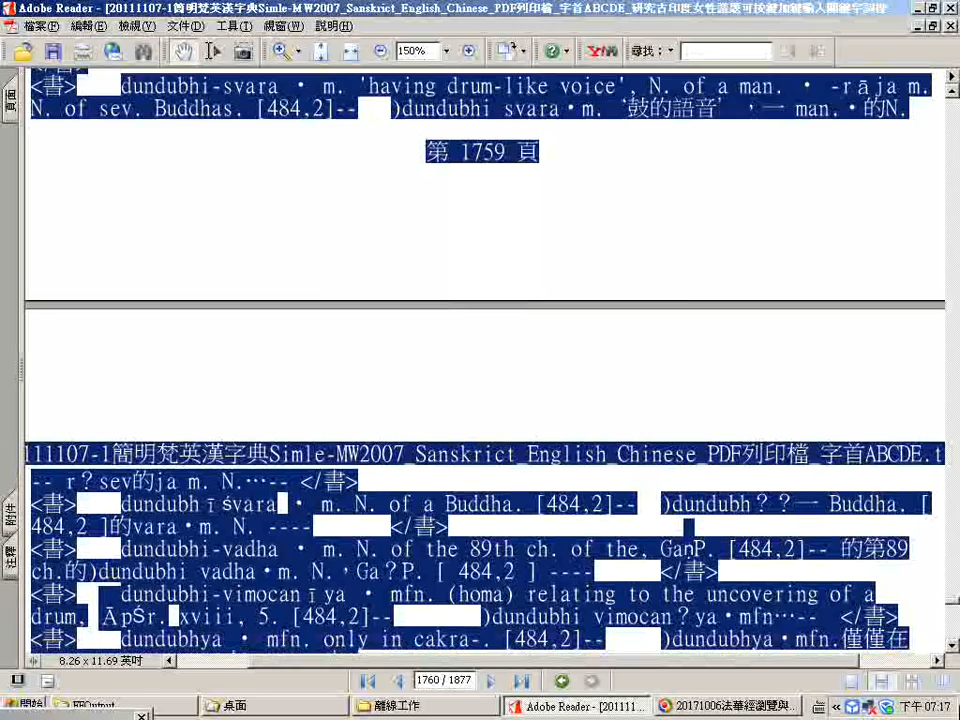 Adobe Reader - [20111107-1簡明梵英漢字典Simle-MW2007_Sanskrict_English_Chinese_PDF列印檔_字首ABCDE_研究古印度女性議題可按鍵加鍵輸入關鍵字詞搜
檔案(F) 編輯(E) 檢視(V) 文件(D) 工具(T) 視窗(W) 說明(H)
150% 尋找：
頁面
<書> dundubhi-svara • m. 'having drum-like voice', N. of a man. • -rāja m.
N. of sev. Buddhas. [484,2]-- )dundubhi svara•m. ‘鼓的語音’，一 man.•的N.
第 1759 頁
111107-1簡明梵英漢字典Simle-MW2007_Sanskrict_English_Chinese_PDF列印檔_字首ABCDE.t
-- r？sev的ja m. N.…-- </書>
<書> dundubhīśvara • m. N. of a Buddha. [484,2]-- )dundubh？？一 Buddha. [
484,2 ]的vara•m. N. ---- </書>
<書> dundubhi-vadha • m. N. of the 89th ch. of the, GaṇP. [484,2]-- 的第89
ch.的)dundubhi vadha•m. N.，Ga？P. [ 484,2 ] ---- </書>
<書> dundubhi-vimocanīya • mfn. (homa) relating to the uncovering of a
drum, ĀpŚr. xviii, 5. [484,2]-- )dundubhi vimocan？ya•mfn…-- </書>
<書> dundubhya • mfn. only in cakra-. [484,2]-- )dundubhya•mfn.僅僅在
附件
注釋
8.26 x 11.69 英吋
1760 / 1877
開始 EEOutput 桌面 離線工作 Adobe Reader - [201111... 20171006法華經瀏覽與... 下午 07:17